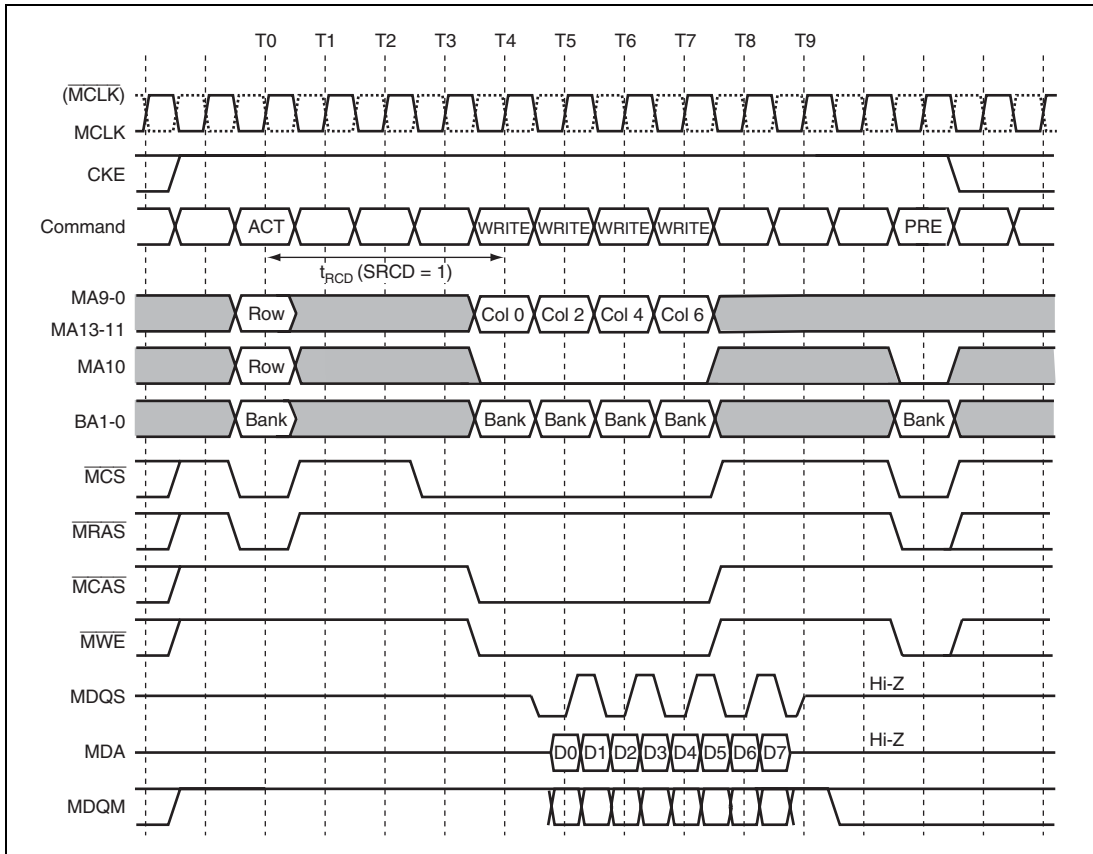 T0 T1 T2 T3 T4 T5 T6 T7 T8 T9
(MCLK)
MCLK
CKE
Command ACT WRITE WRITE WRITE WRITE PRE
tRCD (SRCD = 1)
MA9-0
MA13-11
Row Col 0 Col 2 Col 4 Col 6
MA10 Row
BA1-0 Bank Bank Bank Bank Bank Bank
MCS
MRAS
MCAS
MWE
MDQS Hi-Z
MDA D0 D1 D2 D3 D4 D5 D6 D7 Hi-Z
MDQM